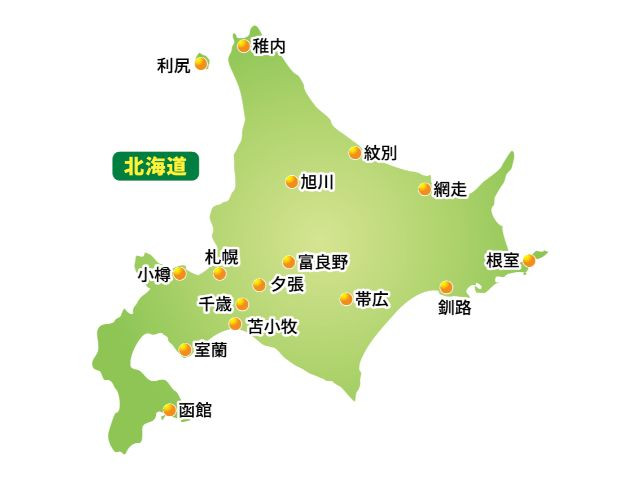 稚内
利尻
紋別
北海道
旭川
網走
札幌
根室
富良野
小樽
夕張
帯広
千歳
釧路
苫小牧
室蘭
函館